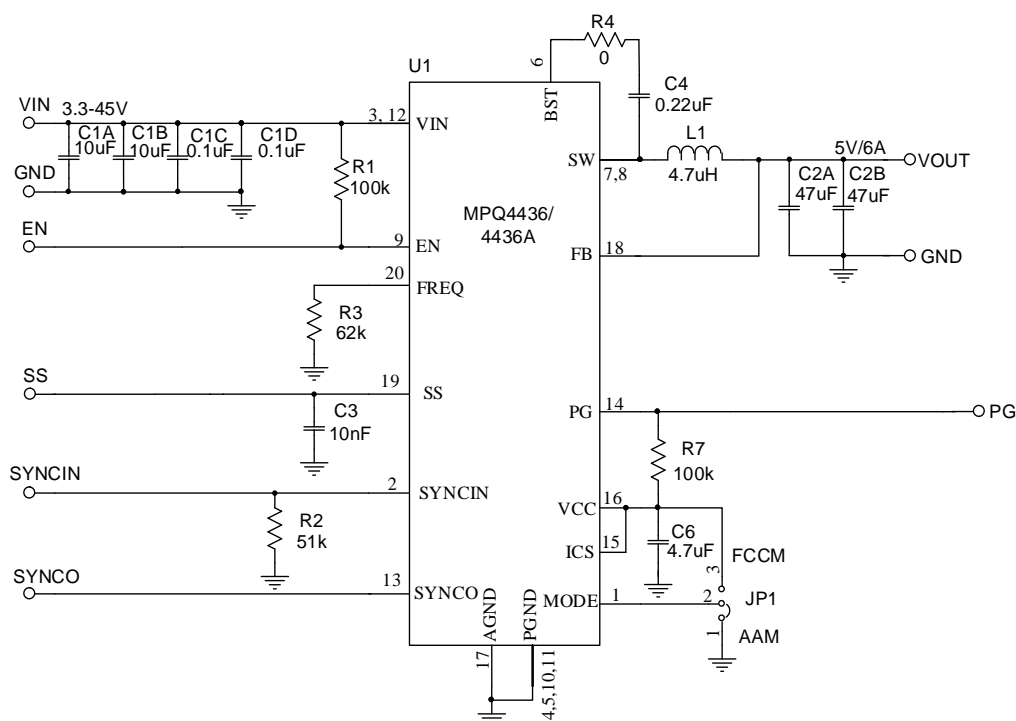 R4
0
6
U1
BST
C4
0.22uF
VIN
3.3-45V
3, 12
VIN
C1A
10uF
C1B
10uF
C1C
0.1uF
C1D
0.1uF
L1
4.7uH
SW
7,8
5V/6A
VOUT
GND
R1
100k
C2A
47uF
C2B
47uF
MPQ4436/
4436A
EN
9
EN
FB
18
GND
20
FREQ
R3
62k
SS
19
SS
C3
10nF
PG
14
PG
R7
100k
SYNCIN
2
SYNCIN
R2
51k
VCC
16
ICS
15
C6
4.7uF
FCCM
3
SYNCO
13
SYNCO
MODE
1
2
JP1
1
AAM
AGND
PGND
17
4,5,10,11